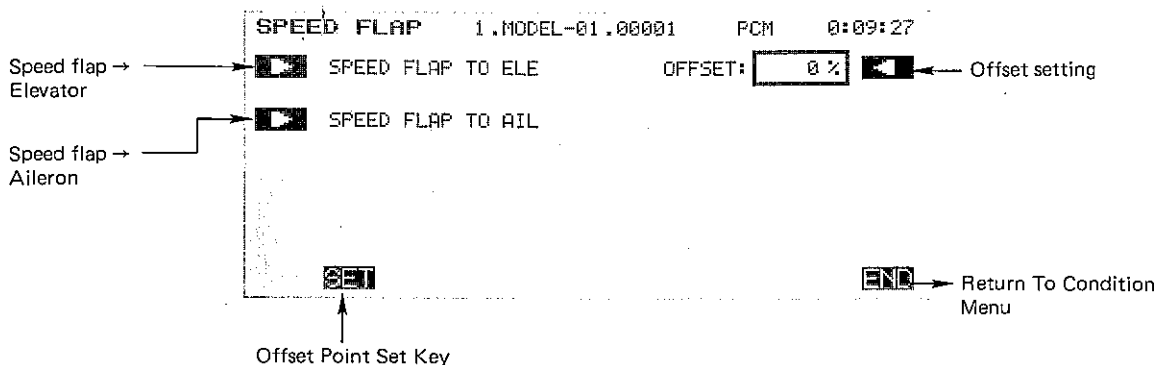 SPEED FLAP 1.MODEL-01.00001 PCM 0:09:27
Speed flap →
Elevator
SPEED FLAP TO ELE OFFSET: 0 %
Offset setting
Speed flap →
Aileron
SPEED FLAP TO AIL
SET
END
Return To Condition
Menu
Offset Point Set Key